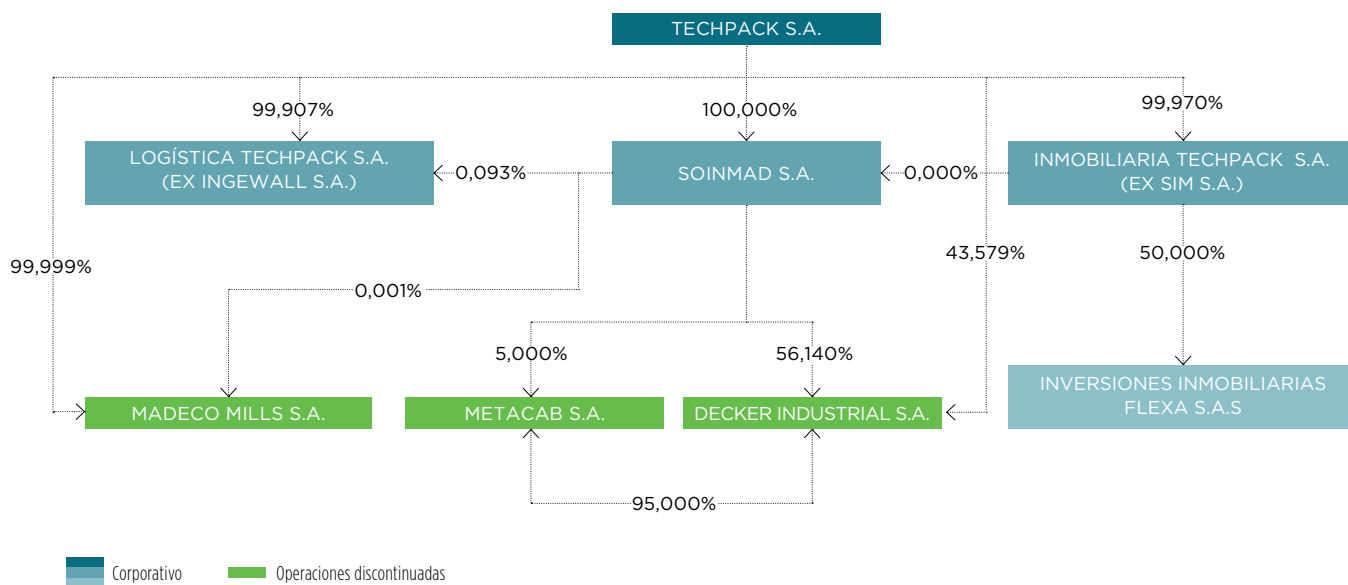 TECHPACK S.A.
99,907%
100,000%
99,970%
LOGÍSTICA TECHPACK S.A.
(EX INGEWALL S.A.)
0,093%
SOINMAD S.A.
0,000%
INMOBILIARIA TECHPACK S.A.
(EX SIM S.A.)
99,999%
43,579%
50,000%
0,001%
5,000%
56,140%
MADECO MILLS S.A.
METACAB S.A.
DECKER INDUSTRIAL S.A.
INVERSIONES INMOBILIARIAS
FLEXA S.A.S
95,000%
Corporativo
Operaciones discontinuadas